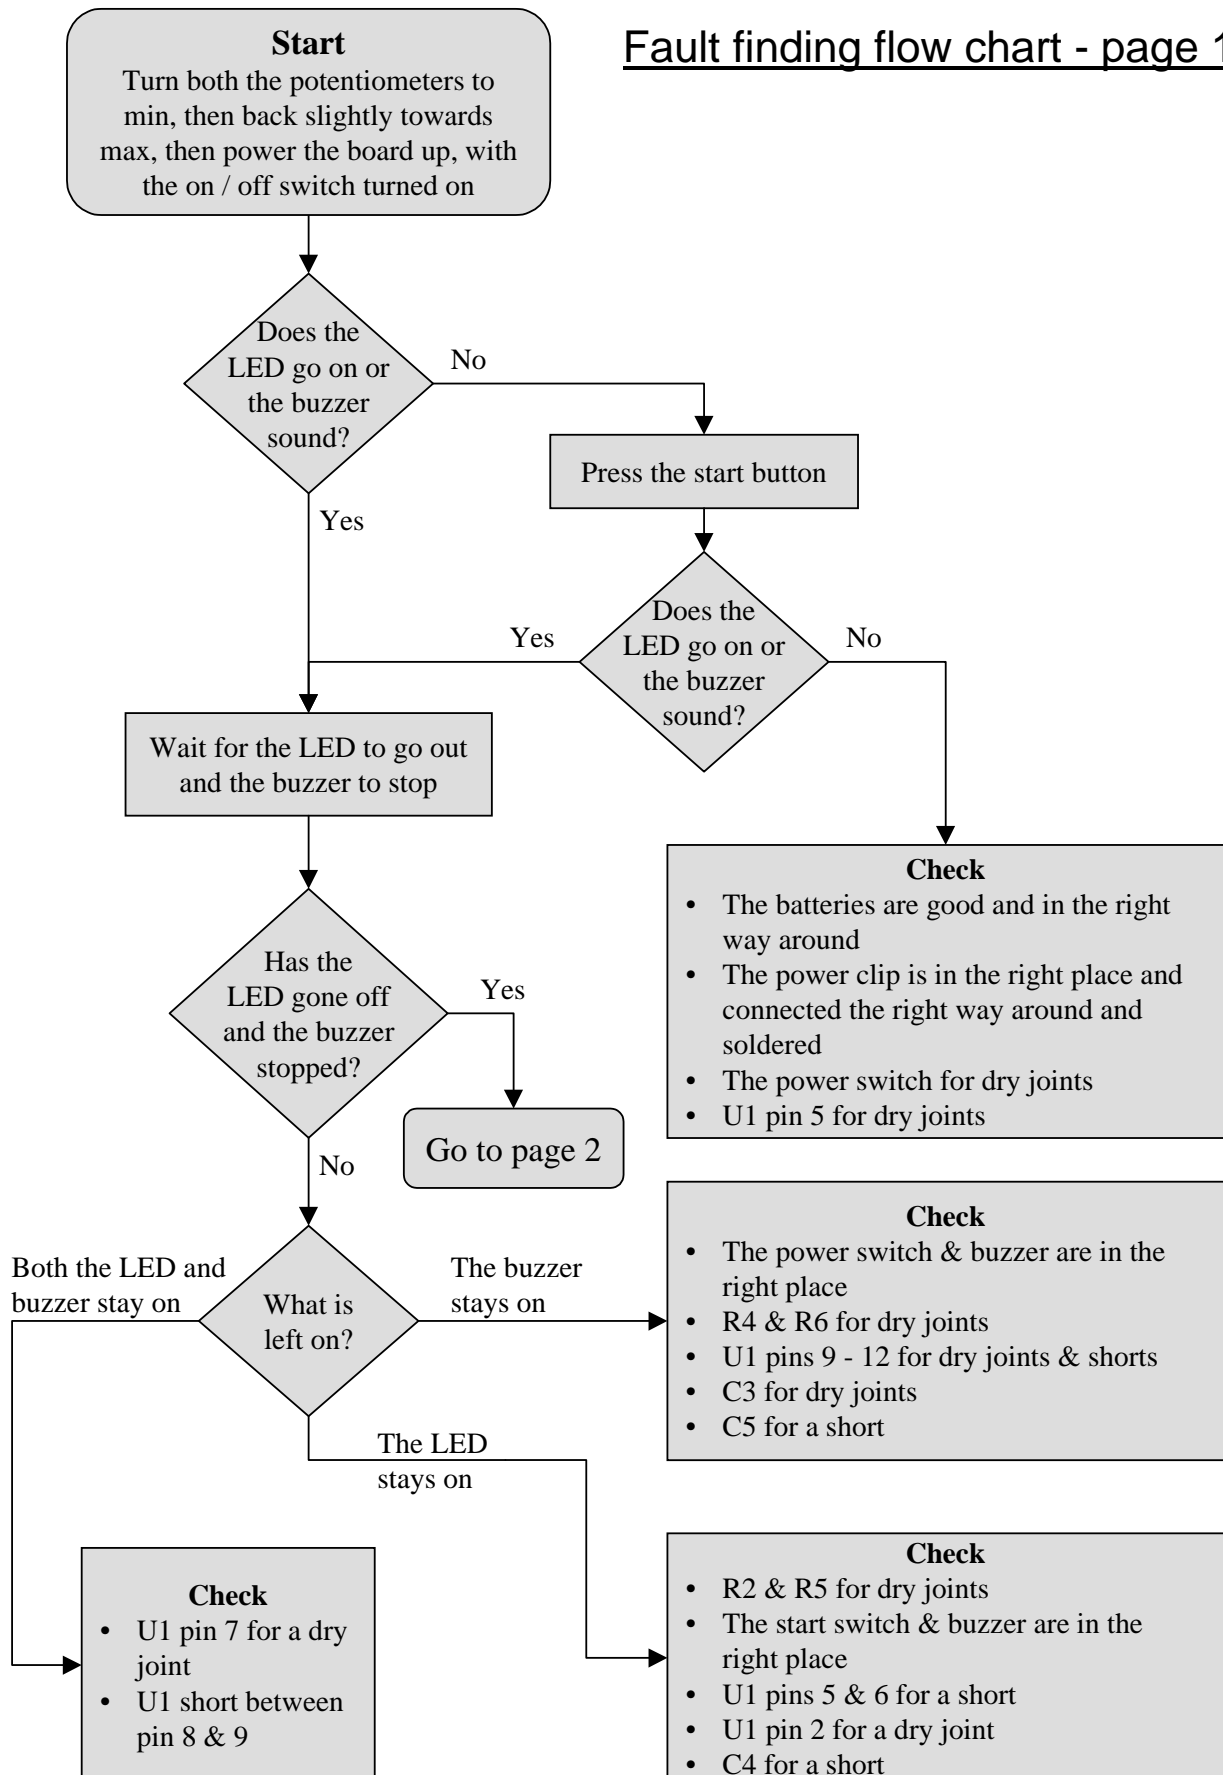 Fault finding flow chart - page 1
Start
Turn both the potentiometers to
min, then back slightly towards
max, then power the board up, with
the on / off switch turned on
Does the
LED go on or
the buzzer
sound?
No
Yes
Press the start button
Does the
LED go on or
the buzzer
sound?
Yes
No
Wait for the LED to go out
and the buzzer to stop
Check
• The batteries are good and in the right
way around
• The power clip is in the right place and
connected the right way around and
soldered
• The power switch for dry joints
• U1 pin 5 for dry joints
Has the
LED gone off
and the buzzer
stopped?
Yes
Go to page 2
No
What is
left on?
Both the LED and
buzzer stay on
The buzzer
stays on
The LED
stays on
Check
• The power switch & buzzer are in the
right place
• R4 & R6 for dry joints
• U1 pins 9 - 12 for dry joints & shorts
• C3 for dry joints
• C5 for a short
Check
• U1 pin 7 for a dry
joint
• U1 short between
pin 8 & 9
Check
• R2 & R5 for dry joints
• The start switch & buzzer are in the
right place
• U1 pins 5 & 6 for a short
• U1 pin 2 for a dry joint
• C4 for a short